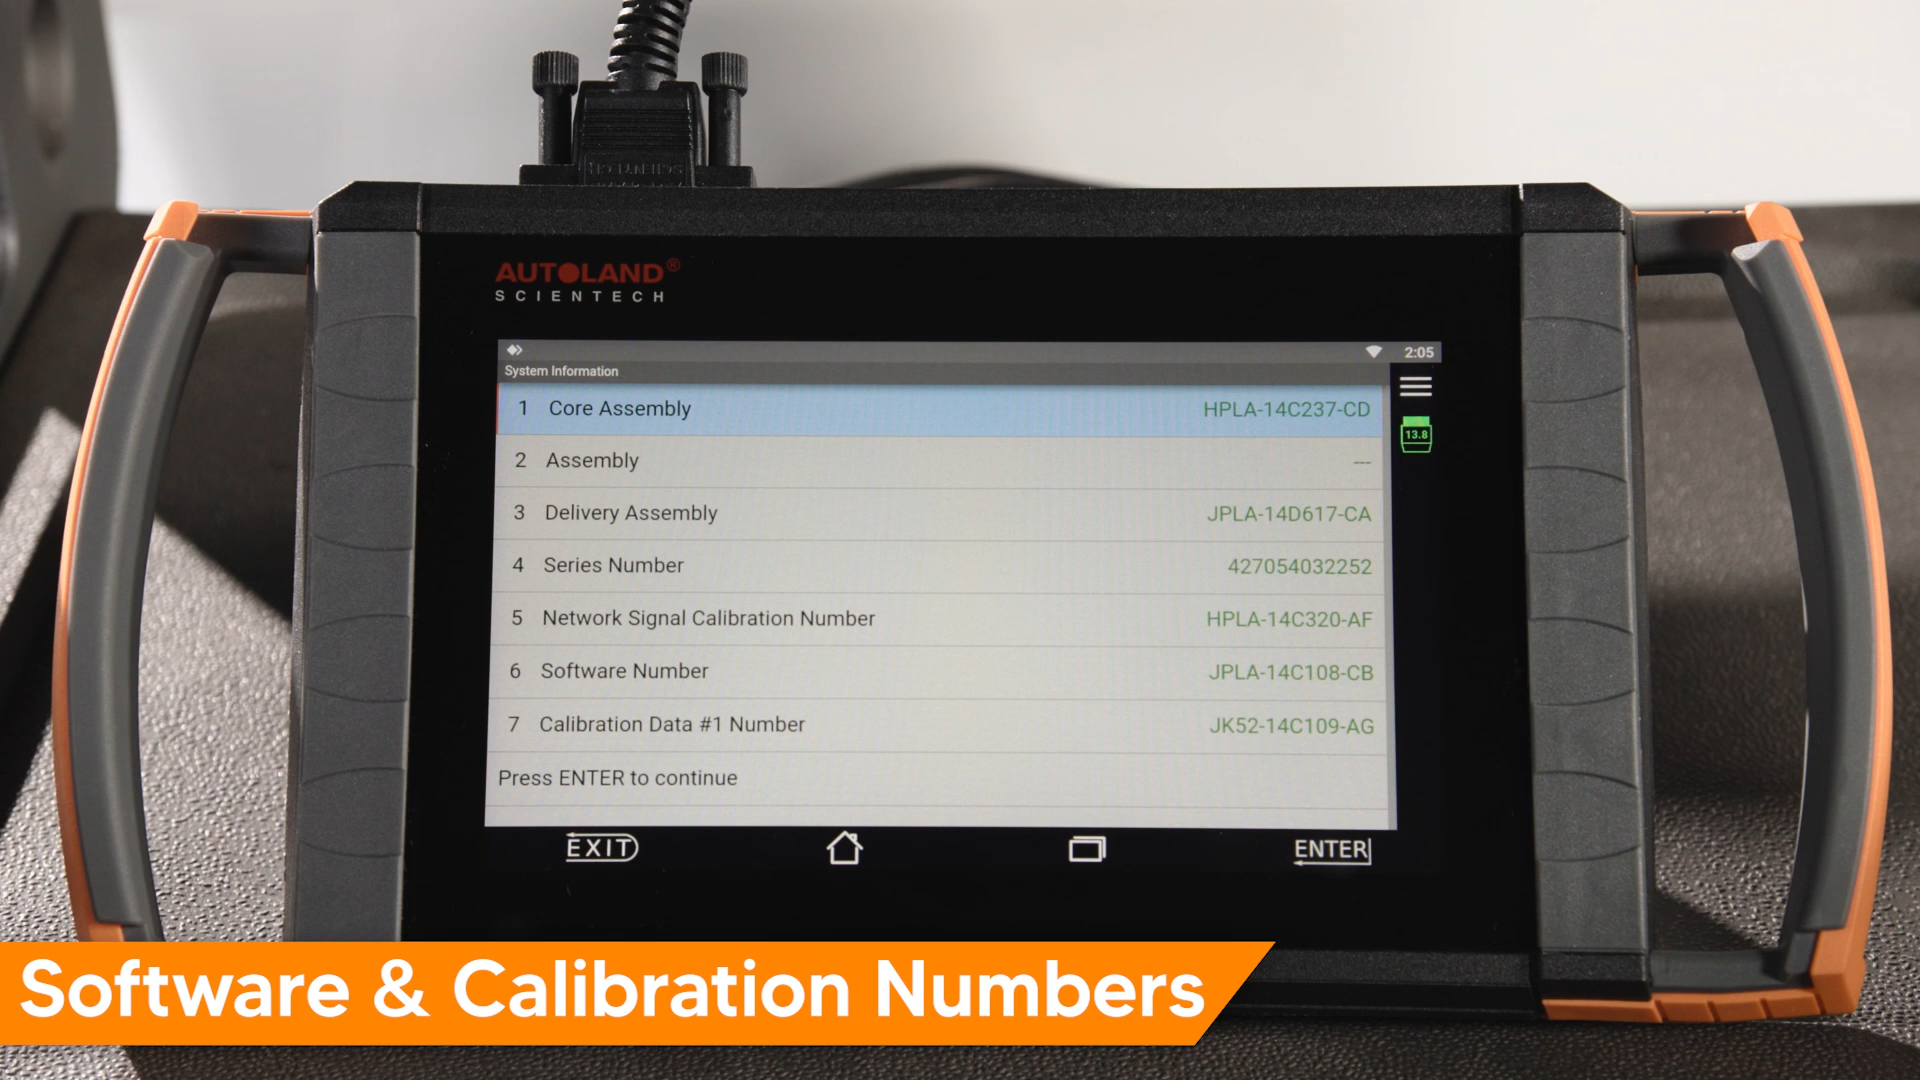 AUTOLAND®
SCIENTECH
2:05
System Information
1 Core Assembly HPLA-14C237-CD
13.8
2 Assembly ---
3 Delivery Assembly JPLA-14D617-CA
4 Series Number 427054032252
5 Network Signal Calibration Number HPLA-14C320-AF
6 Software Number JPLA-14C108-CB
7 Calibration Data #1 Number JK52-14C109-AG
Press ENTER to continue
EXIT ENTER
Software & Calibration Numbers